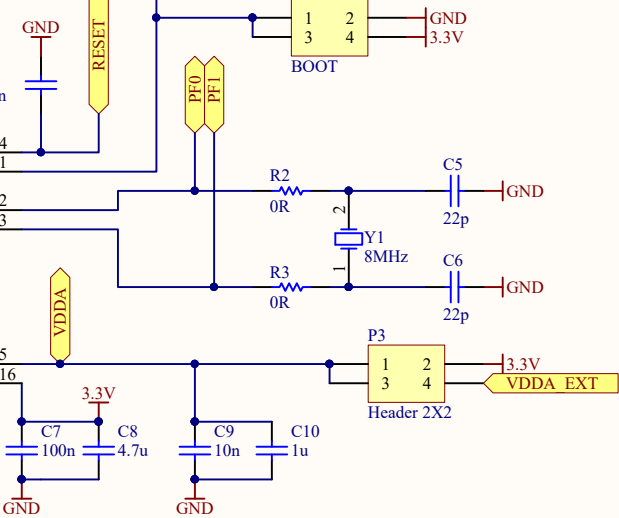 GND
RESET
n
1 2 GND
3 4 3.3V
BOOT
PF0
PF1
4
1
2
3
R2
0R
C5
22p
GND
2
Y1
8MHz
1
R3
0R
C6
22p
GND
VDDA
5
16
P3
1 2 3.3V
3 4 VDDA_EXT
Header 2X2
3.3V
C7
100n
C8
4.7u
C9
10n
C10
1u
GND
GND